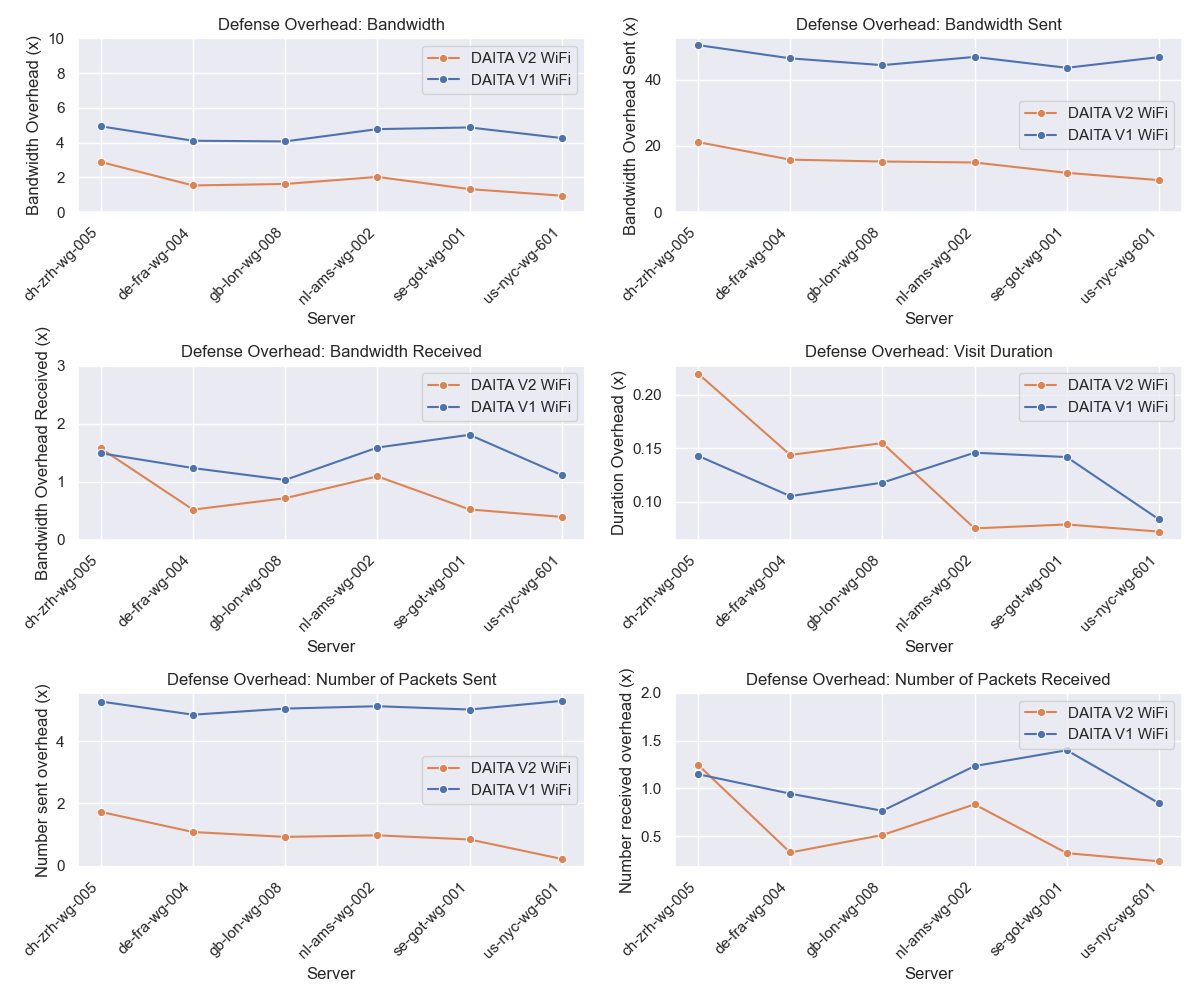 Defense Overhead: Bandwidth
Bandwidth Overhead (x)
10
8
6
4
2
0
DAITA V2 WiFi
DAITA V1 WiFi
ch-zrh-wg-005
de-fra-wg-004
gb-lon-wg-008
nl-ams-wg-002
se-got-wg-001
us-nyc-wg-601
Server
Defense Overhead: Bandwidth Sent
Bandwidth Overhead Sent (x)
40
20
0
DAITA V2 WiFi
DAITA V1 WiFi
ch-zrh-wg-005
de-fra-wg-004
gb-lon-wg-008
nl-ams-wg-002
se-got-wg-001
us-nyc-wg-601
Server
Defense Overhead: Bandwidth Received
Bandwidth Overhead Received (x)
3
2
1
0
DAITA V2 WiFi
DAITA V1 WiFi
ch-zrh-wg-005
de-fra-wg-004
gb-lon-wg-008
nl-ams-wg-002
se-got-wg-001
us-nyc-wg-601
Server
Defense Overhead: Visit Duration
Duration Overhead (x)
0.20
0.15
0.10
DAITA V2 WiFi
DAITA V1 WiFi
ch-zrh-wg-005
de-fra-wg-004
gb-lon-wg-008
nl-ams-wg-002
se-got-wg-001
us-nyc-wg-601
Server
Defense Overhead: Number of Packets Sent
Number sent overhead (x)
4
2
0
DAITA V2 WiFi
DAITA V1 WiFi
ch-zrh-wg-005
de-fra-wg-004
gb-lon-wg-008
nl-ams-wg-002
se-got-wg-001
us-nyc-wg-601
Server
Defense Overhead: Number of Packets Received
Number received overhead (x)
2.0
1.5
1.0
0.5
DAITA V2 WiFi
DAITA V1 WiFi
ch-zrh-wg-005
de-fra-wg-004
gb-lon-wg-008
nl-ams-wg-002
se-got-wg-001
us-nyc-wg-601
Server